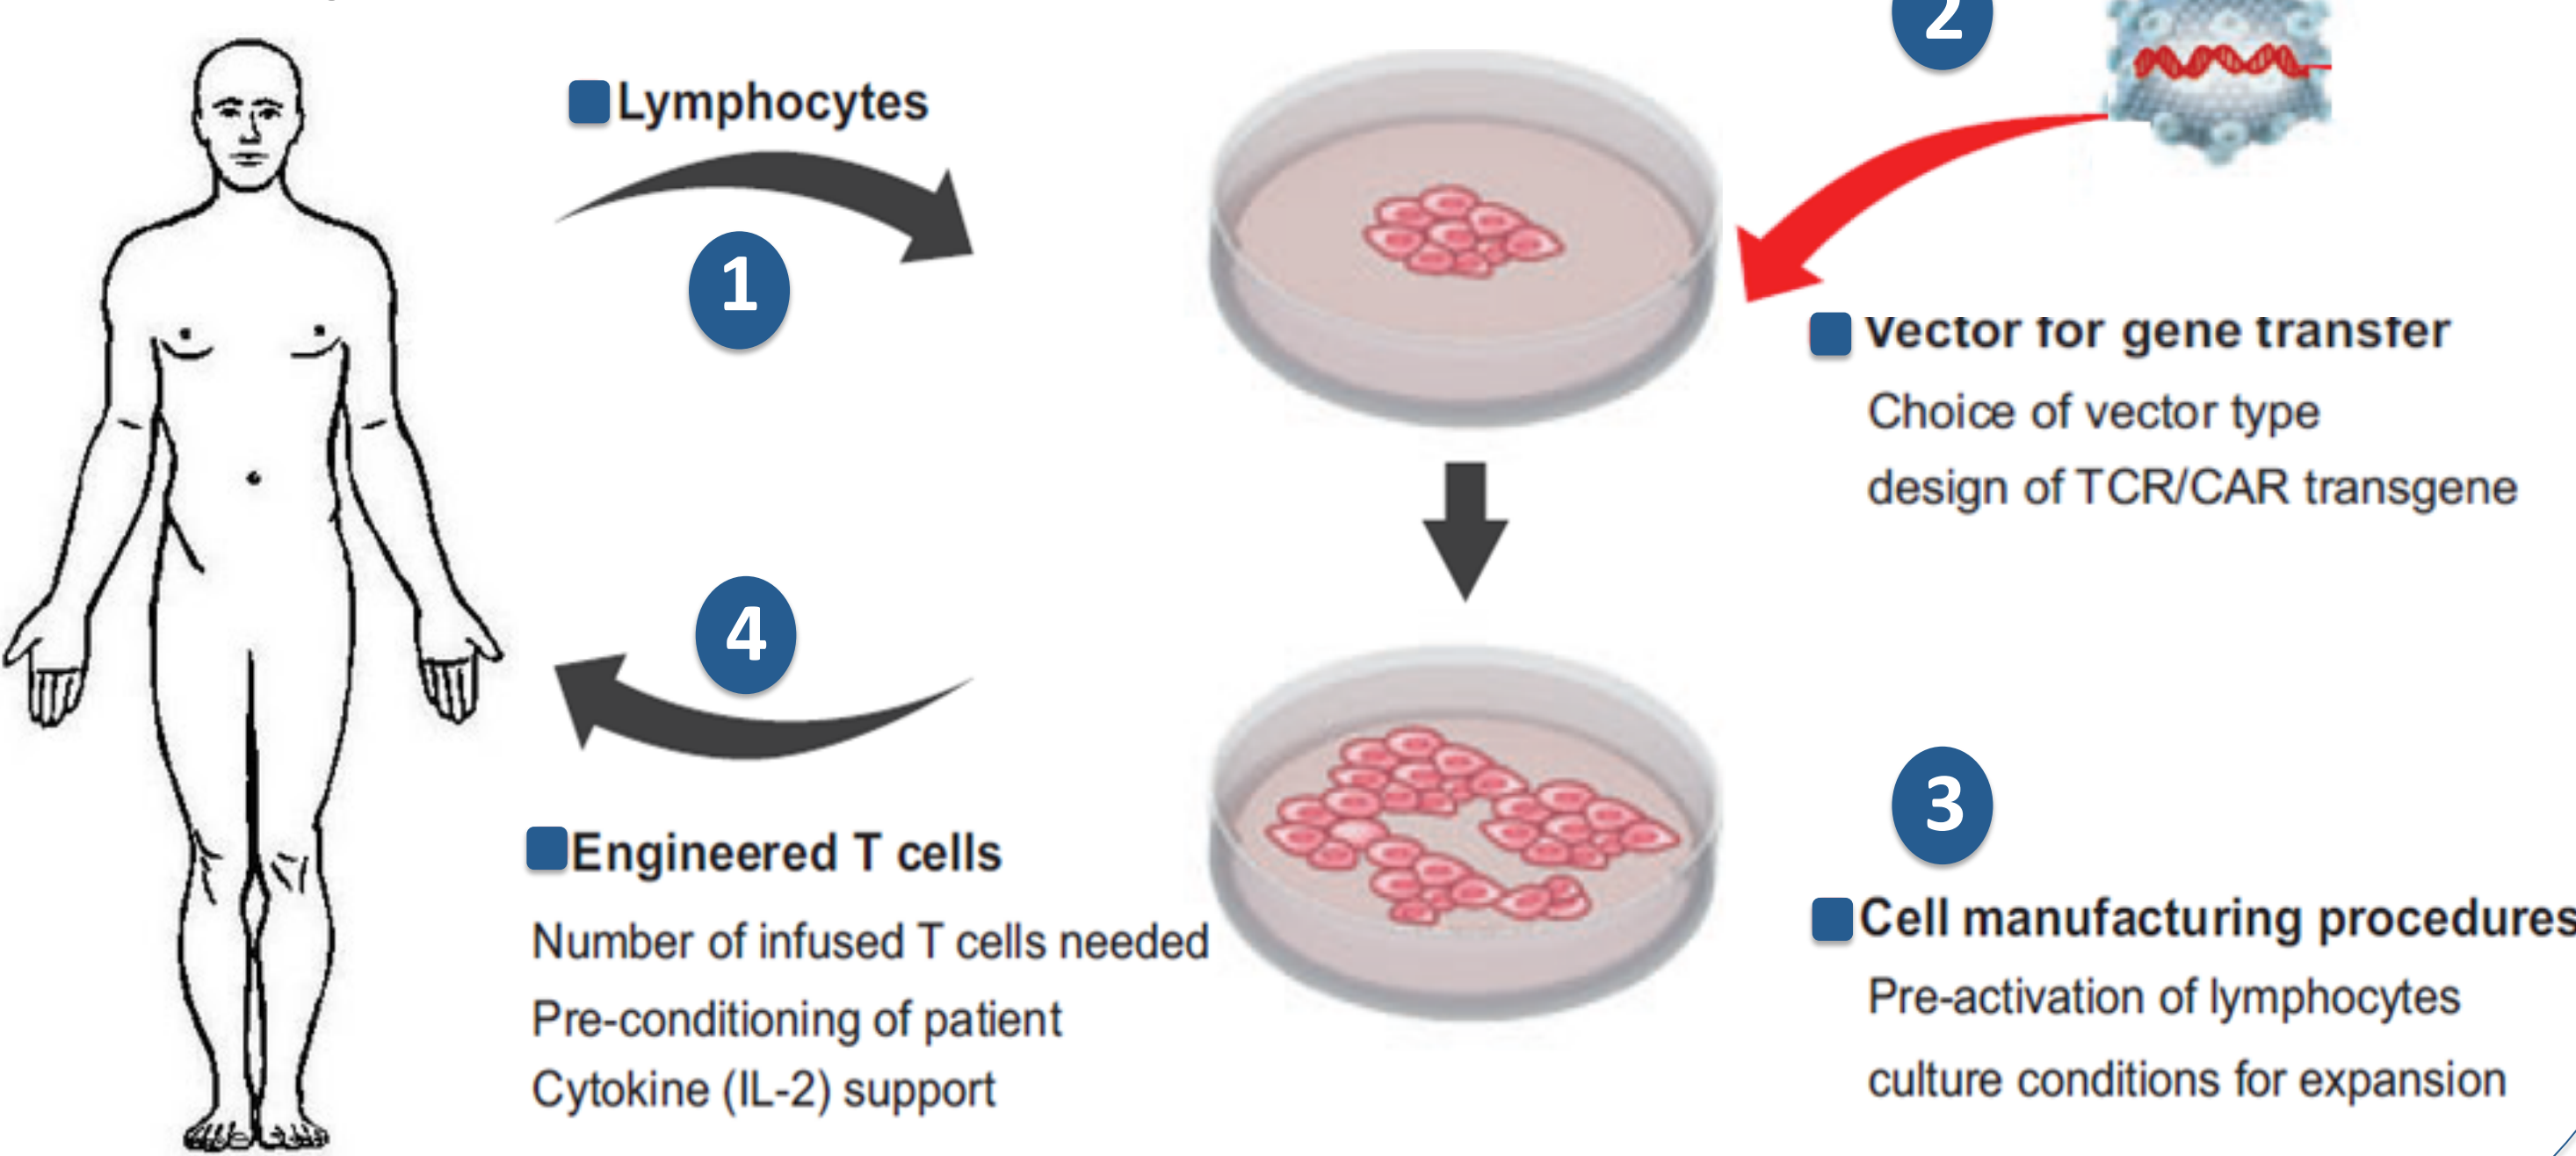 Lymphocytes
1
2
Vector for gene transfer
Choice of vector type
design of TCR/CAR transgene
3
Cell manufacturing procedures
Pre-activation of lymphocytes
culture conditions for expansion
4
Engineered T cells
Number of infused T cells needed
Pre-conditioning of patient
Cytokine (IL-2) support